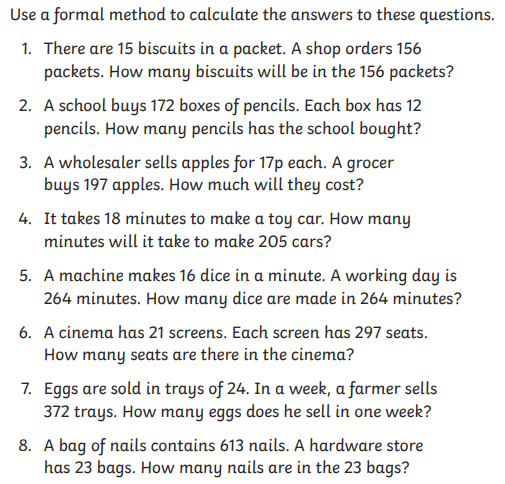 Use a formal method to calculate the answers to these questions.
1. There are 15 biscuits in a packet. A shop orders 156
packets. How many biscuits will be in the 156 packets?
2. A school buys 172 boxes of pencils. Each box has 12
pencils. How many pencils has the school bought?
3. A wholesaler sells apples for 17p each. A grocer
buys 197 apples. How much will they cost?
4. It takes 18 minutes to make a toy car. How many
minutes will it take to make 205 cars?
5. A machine makes 16 dice in a minute. A working day is
264 minutes. How many dice are made in 264 minutes?
6. A cinema has 21 screens. Each screen has 297 seats.
How many seats are there in the cinema?
7. Eggs are sold in trays of 24. In a week, a farmer sells
372 trays. How many eggs does he sell in one week?
8. A bag of nails contains 613 nails. A hardware store
has 23 bags. How many nails are in the 23 bags?